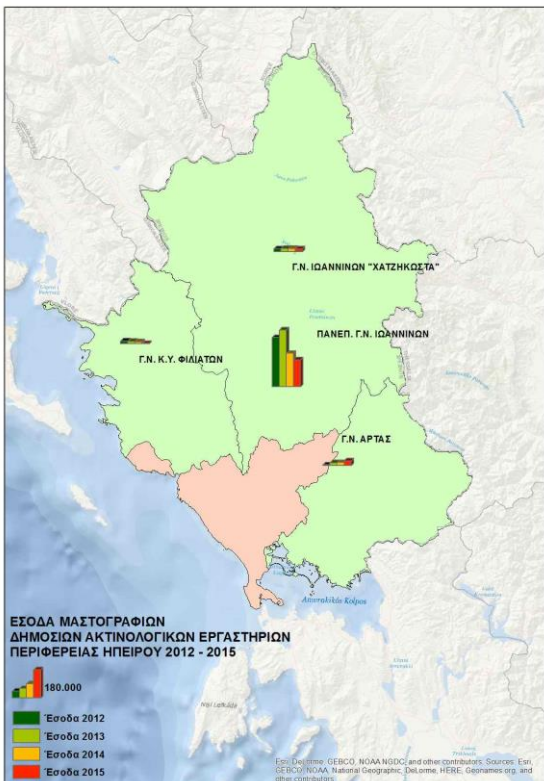 Γ.Ν. ΙΩΑΝΝΙΝΩΝ "ΧΑΤΖΗΚΩΣΤΑ"
ΠΑΝΕΠ. Γ.Ν. ΙΩΑΝΝΙΝΩΝ
Γ.Ν. Κ.Υ. ΦΙΛΙΑΤΩΝ
Γ.Ν. ΑΡΤΑΣ
Amvrakikós Kólpos
ΕΣΟΔΑ ΜΑΣΤΟΓΡΑΦΙΩΝ
ΔΗΜΟΣΙΩΝ ΑΚΤΙΝΟΛΟΓΙΚΩΝ ΕΡΓΑΣΤΗΡΙΩΝ
ΠΕΡΙΦΕΡΕΙΑΣ ΗΠΕΙΡΟΥ 2012 - 2015
180.000
Έσοδα 2012
Έσοδα 2013
Έσοδα 2014
Έσοδα 2015
Esri, DeLorme, GEBCO, NOAA NGDC, and other contributors, Sources: Esri,
GEBCO, NOAA, National Geographic, DeLorme, HERE, Geonames.org, and
other contributors